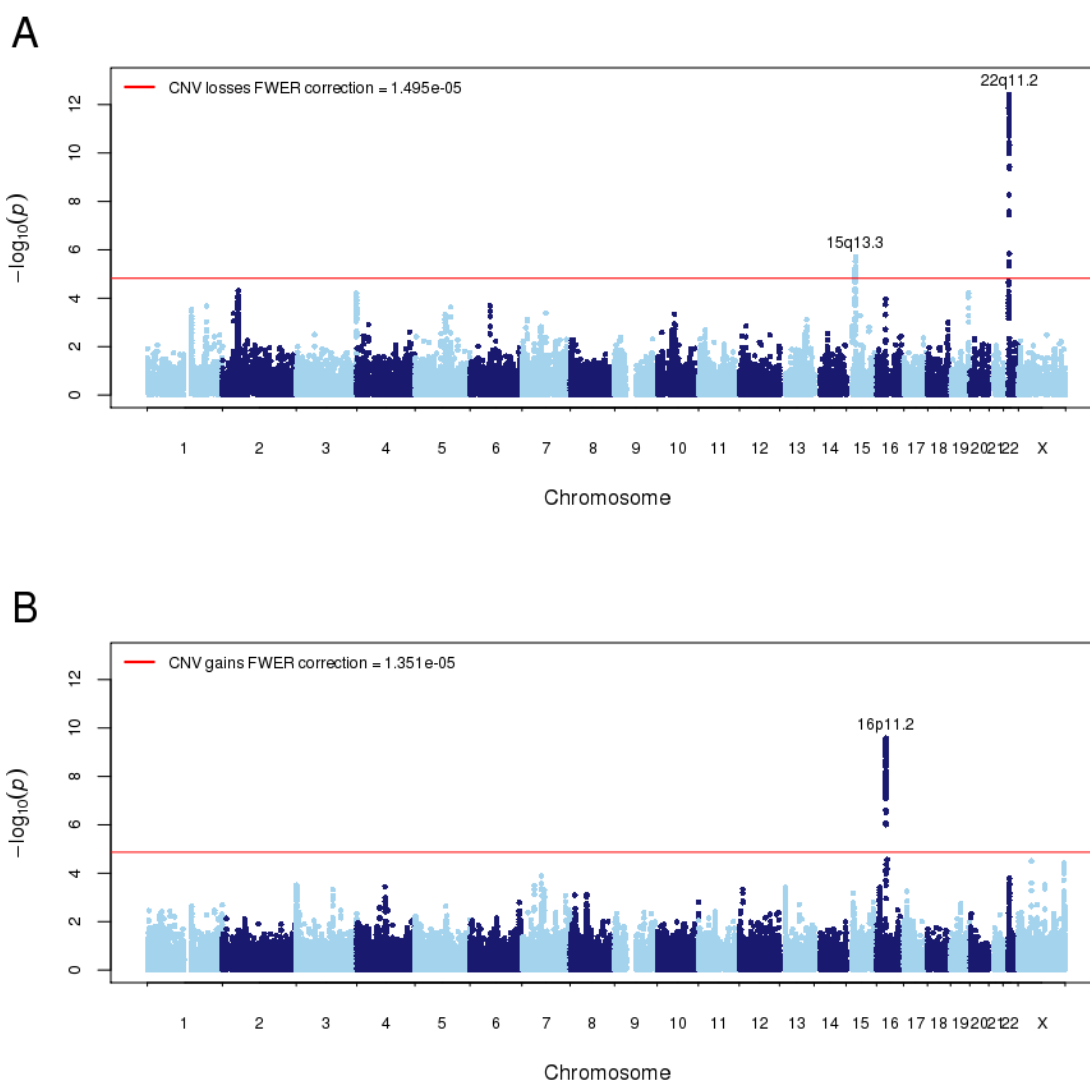 A
CNV losses FWER correction = 1.495e-05
22q11.2
15q13.3
12
10
8
6
4
2
0
−log10(p)
1 2 3 4 5 6 7 8 9 10 11 12 13 14 15 16 17 18 19 20 21 22 X
Chromosome
B
CNV gains FWER correction = 1.351e-05
16p11.2
12
10
8
6
4
2
0
−log10(p)
1 2 3 4 5 6 7 8 9 10 11 12 13 14 15 16 17 18 19 20 21 22 X
Chromosome